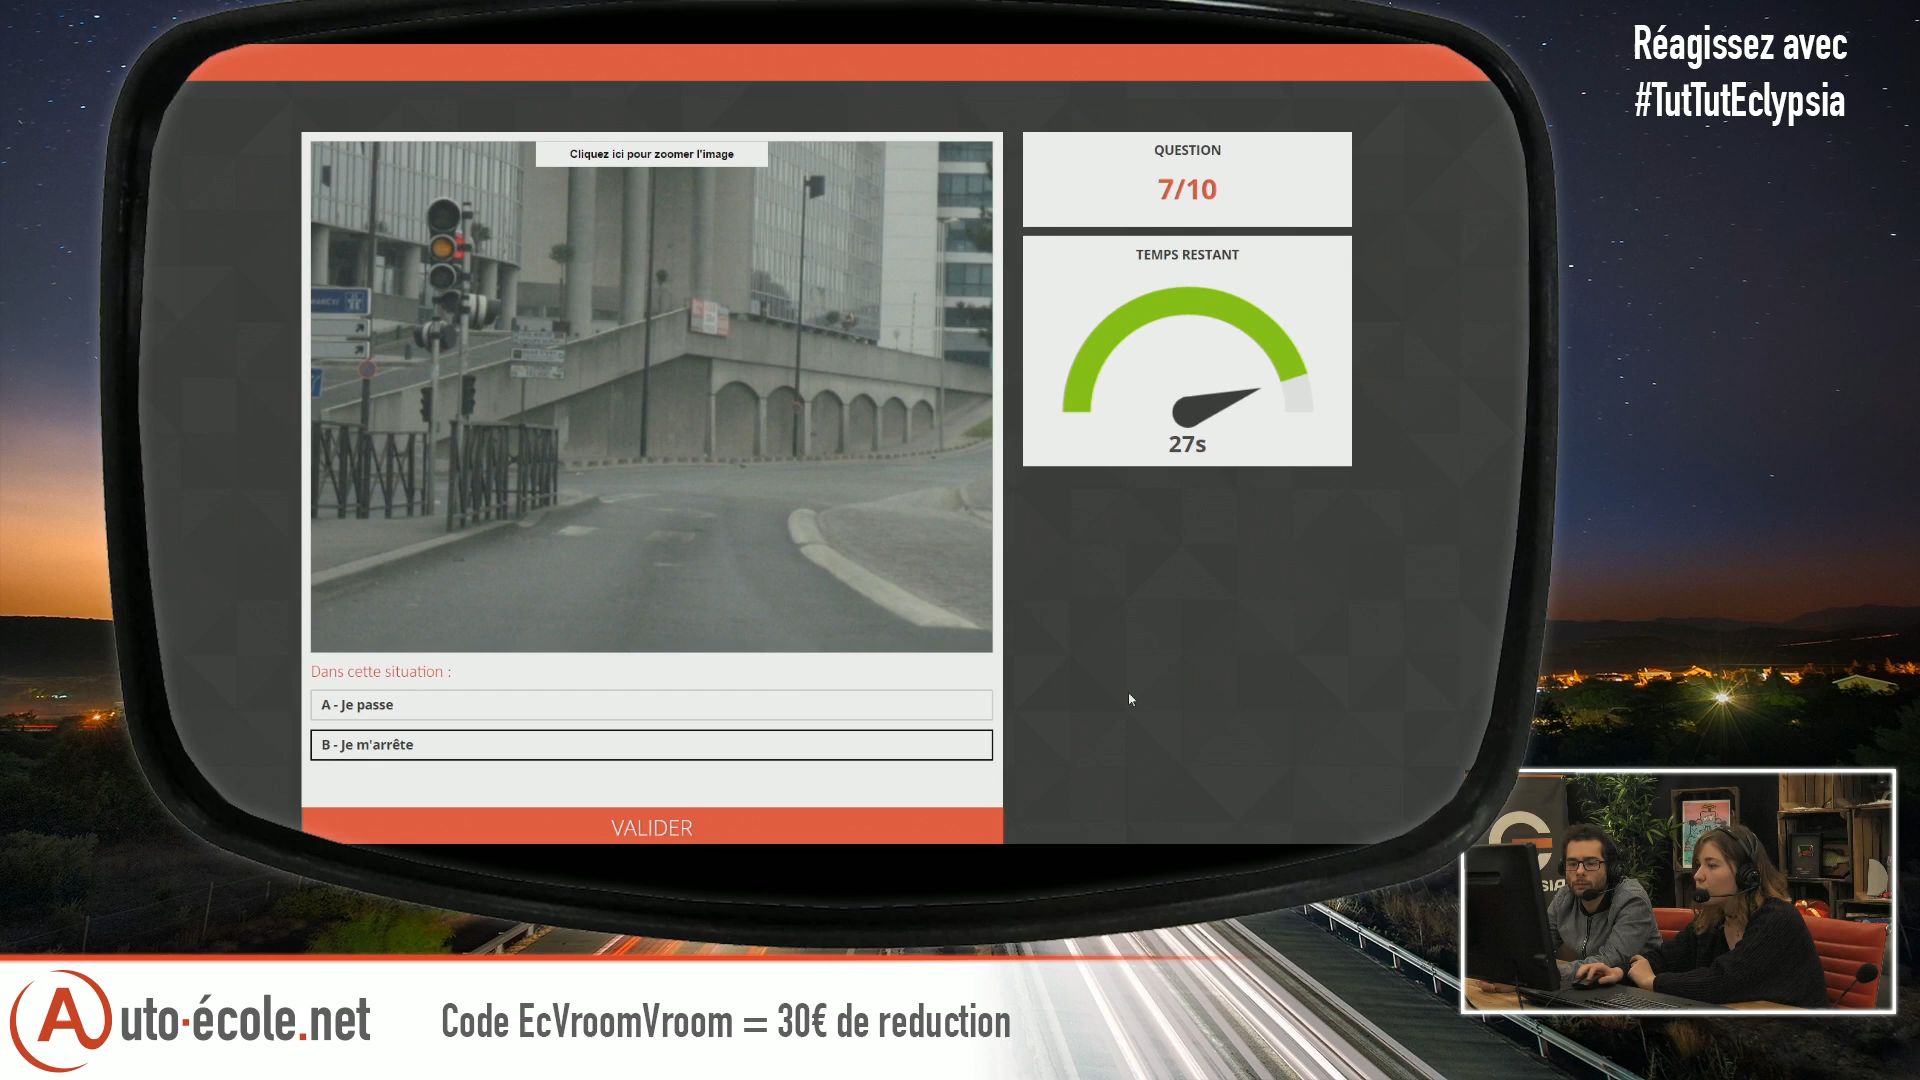 Réagissez avec
#TutTutEclypsia
Cliquez ici pour zoomer l'image
QUESTION
7/10
TEMPS RESTANT
27s
Dans cette situation :
A - Je passe
B - Je m'arrête
VALIDER
Auto·école.net
Code EcVroomVroom = 30€ de reduction